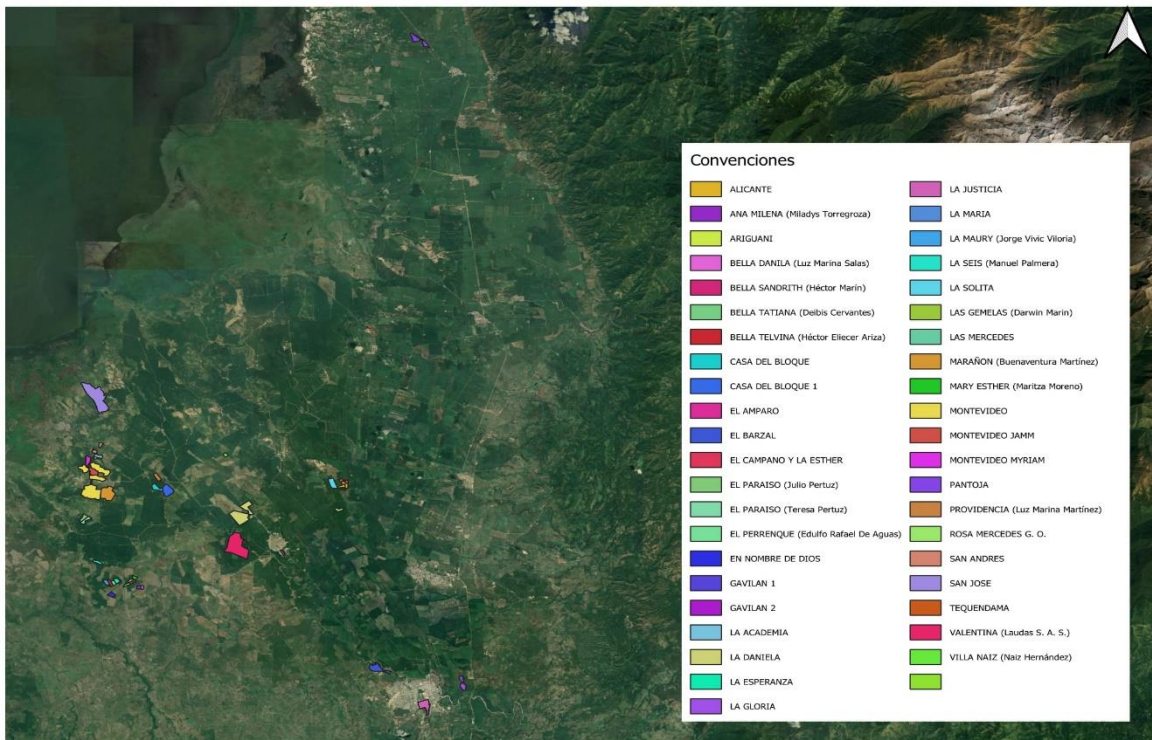 Convenciones
ALICANTE
ANA MILENA (Miladys Torregroza)
ARIGUANI
BELLA DANILA (Luz Marina Salas)
BELLA SANDRITH (Héctor Marín)
BELLA TATIANA (Deibis Cervantes)
BELLA TELVINA (Héctor Eliecer Ariza)
CASA DEL BLOQUE
CASA DEL BLOQUE 1
EL AMPARO
EL BARZAL
EL CAMPANO Y LA ESTHER
EL PARAISO (Julio Pertuz)
EL PARAISO (Teresa Pertuz)
EL PERRENQUE (Edulfo Rafael De Aguas)
EN NOMBRE DE DIOS
GAVILAN 1
GAVILAN 2
LA ACADEMIA
LA DANIELA
LA ESPERANZA
LA GLORIA
LA JUSTICIA
LA MARIA
LA MAURY (Jorge Vivic Viloria)
LA SEIS (Manuel Palmera)
LA SOLITA
LAS GEMELAS (Darwin Marin)
LAS MERCEDES
MARAÑON (Buenaventura Martínez)
MARY ESTHER (Maritza Moreno)
MONTEVIDEO
MONTEVIDEO JAMM
MONTEVIDEO MYRIAM
PANTOJA
PROVIDENCIA (Luz Marina Martínez)
ROSA MERCEDES G. O.
SAN ANDRES
SAN JOSE
TEQUENDAMA
VALENTINA (Laudas S. A. S.)
VILLA NAIZ (Naiz Hernández)